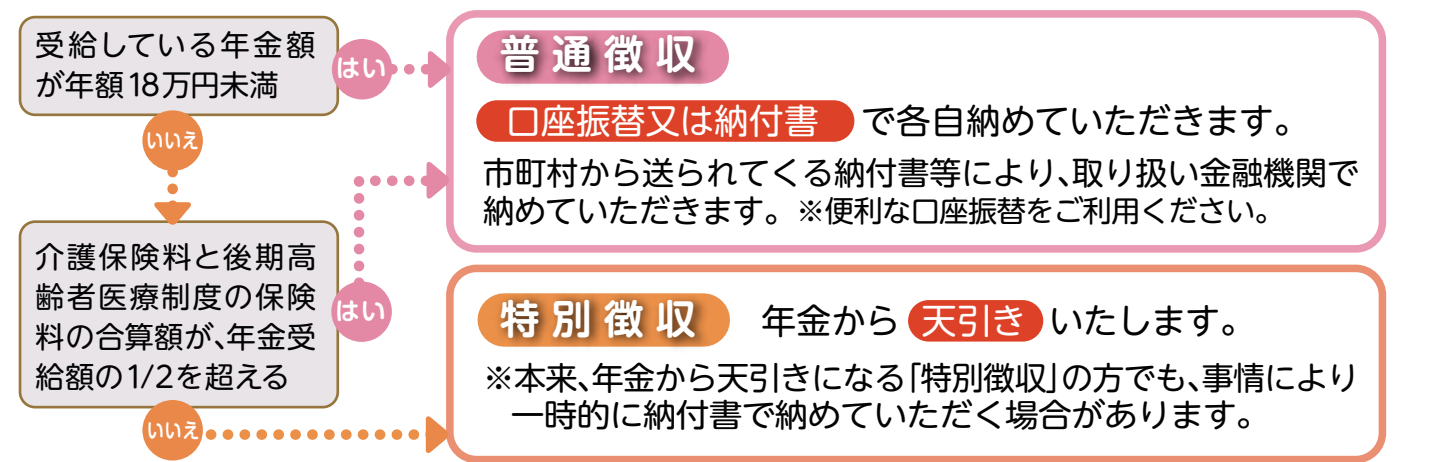 受給している年金額
が年額18万円未満
はい
いいえ
介護保険料と後期高
齢者医療制度の保険
料の合算額が、年金受
給額の1/2を超える
はい
いいえ
普通徴収
口座振替又は納付書 で各自納めていただきます。
市町村から送られてくる納付書等により、取り扱い金融機関で
納めていただきます。※便利な口座振替をご利用ください。
特別徴収 年金から 天引き いたします。
※本来、年金から天引きになる「特別徴収」の方でも、事情により
一時的に納付書で納めていただく場合があります。